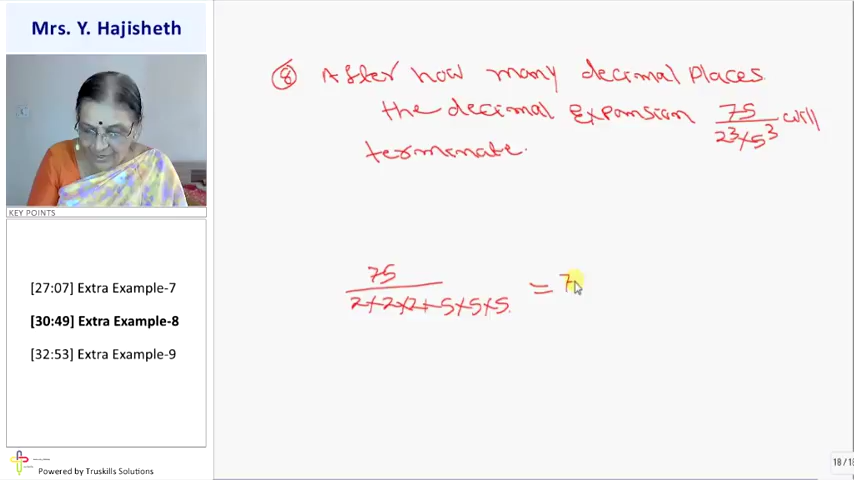 Mrs. Y. Hajisheth
KEY POINTS
[27:07] Extra Example-7
[30:49] Extra Example-8
[32:53] Extra Example-9
Powered by Truskills Solutions
⑧ After how many decimal Places
the decimal Expansion 75/2³×5³ will
terminate.
75/2×2×2×5×5×5 = 7
18 / 18